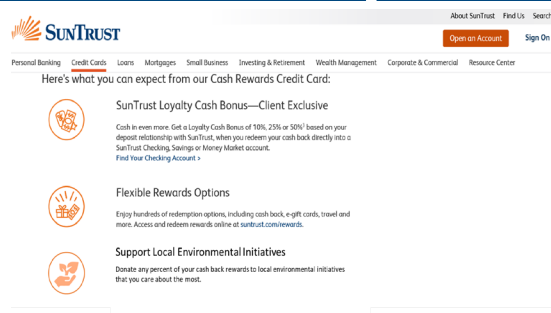 About SunTrust Find Us Search
SUNTRUST
Open an Account Sign On
Personal Banking Credit Cards Loans Mortgages Small Business Investing & Retirement Wealth Management Corporate & Commercial Resource Center
Here's what you can expect from our Cash Rewards Credit Card:
SunTrust Loyalty Cash Bonus—Client Exclusive
Cash in even more. Get a Loyalty Cash Bonus of 10%, 25% or 50%¹ based on your
deposit relationship with SunTrust, when you redeem your cash back directly into a
SunTrust Checking, Savings or Money Market account.
Find Your Checking Account >
Flexible Rewards Options
Enjoy hundreds of redemption options, including cash back, e-gift cards, travel and
more. Access and redeem rewards online at suntrust.com/rewards.
Support Local Environmental Initiatives
Donate any percent of your cash back rewards to local environmental initiatives
that you care about the most.